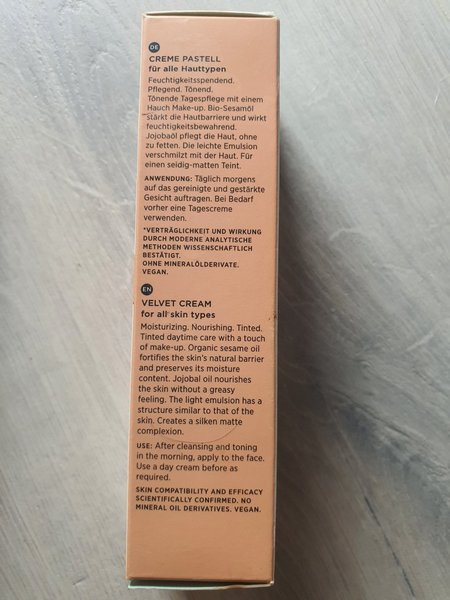 DE
CREME PASTELL
für alle Hauttypen
Feuchtigkeitsspendend.
Pflegend. Tönend.
Tönende Tagespflege mit einem
Hauch Make-up. Bio-Sesamöl
stärkt die Hautbarriere und wirkt
feuchtigkeitsbewahrend.
Jojobaöl pflegt die Haut, ohne
zu fetten. Die leichte Emulsion
verschmilzt mit der Haut. Für
einen seidig-matten Teint.
ANWENDUNG: Täglich morgens
auf das gereinigte und gestärkte
Gesicht auftragen. Bei Bedarf
vorher eine Tagescreme
verwenden.
*VERTRÄGLICHKEIT UND WIRKUNG
DURCH MODERNE ANALYTISCHE
METHODEN WISSENSCHAFTLICH
BESTÄTIGT.
OHNE MINERALÖLDERIVATE.
VEGAN.
EN
VELVET CREAM
for all skin types
Moisturizing. Nourishing. Tinted.
Tinted daytime care with a touch
of make-up. Organic sesame oil
fortifies the skin's natural barrier
and preserves its moisture
content. Jojobal oil nourishes
the skin without a greasy
feeling. The light emulsion has a
structure similar to that of the
skin. Creates a silken matte
complexion.
USE: After cleansing and toning
in the morning, apply to the face.
Use a day cream before as
required.
SKIN COMPATIBILITY AND EFFICACY
SCIENTIFICALLY CONFIRMED. NO
MINERAL OIL DERIVATIVES. VEGAN.